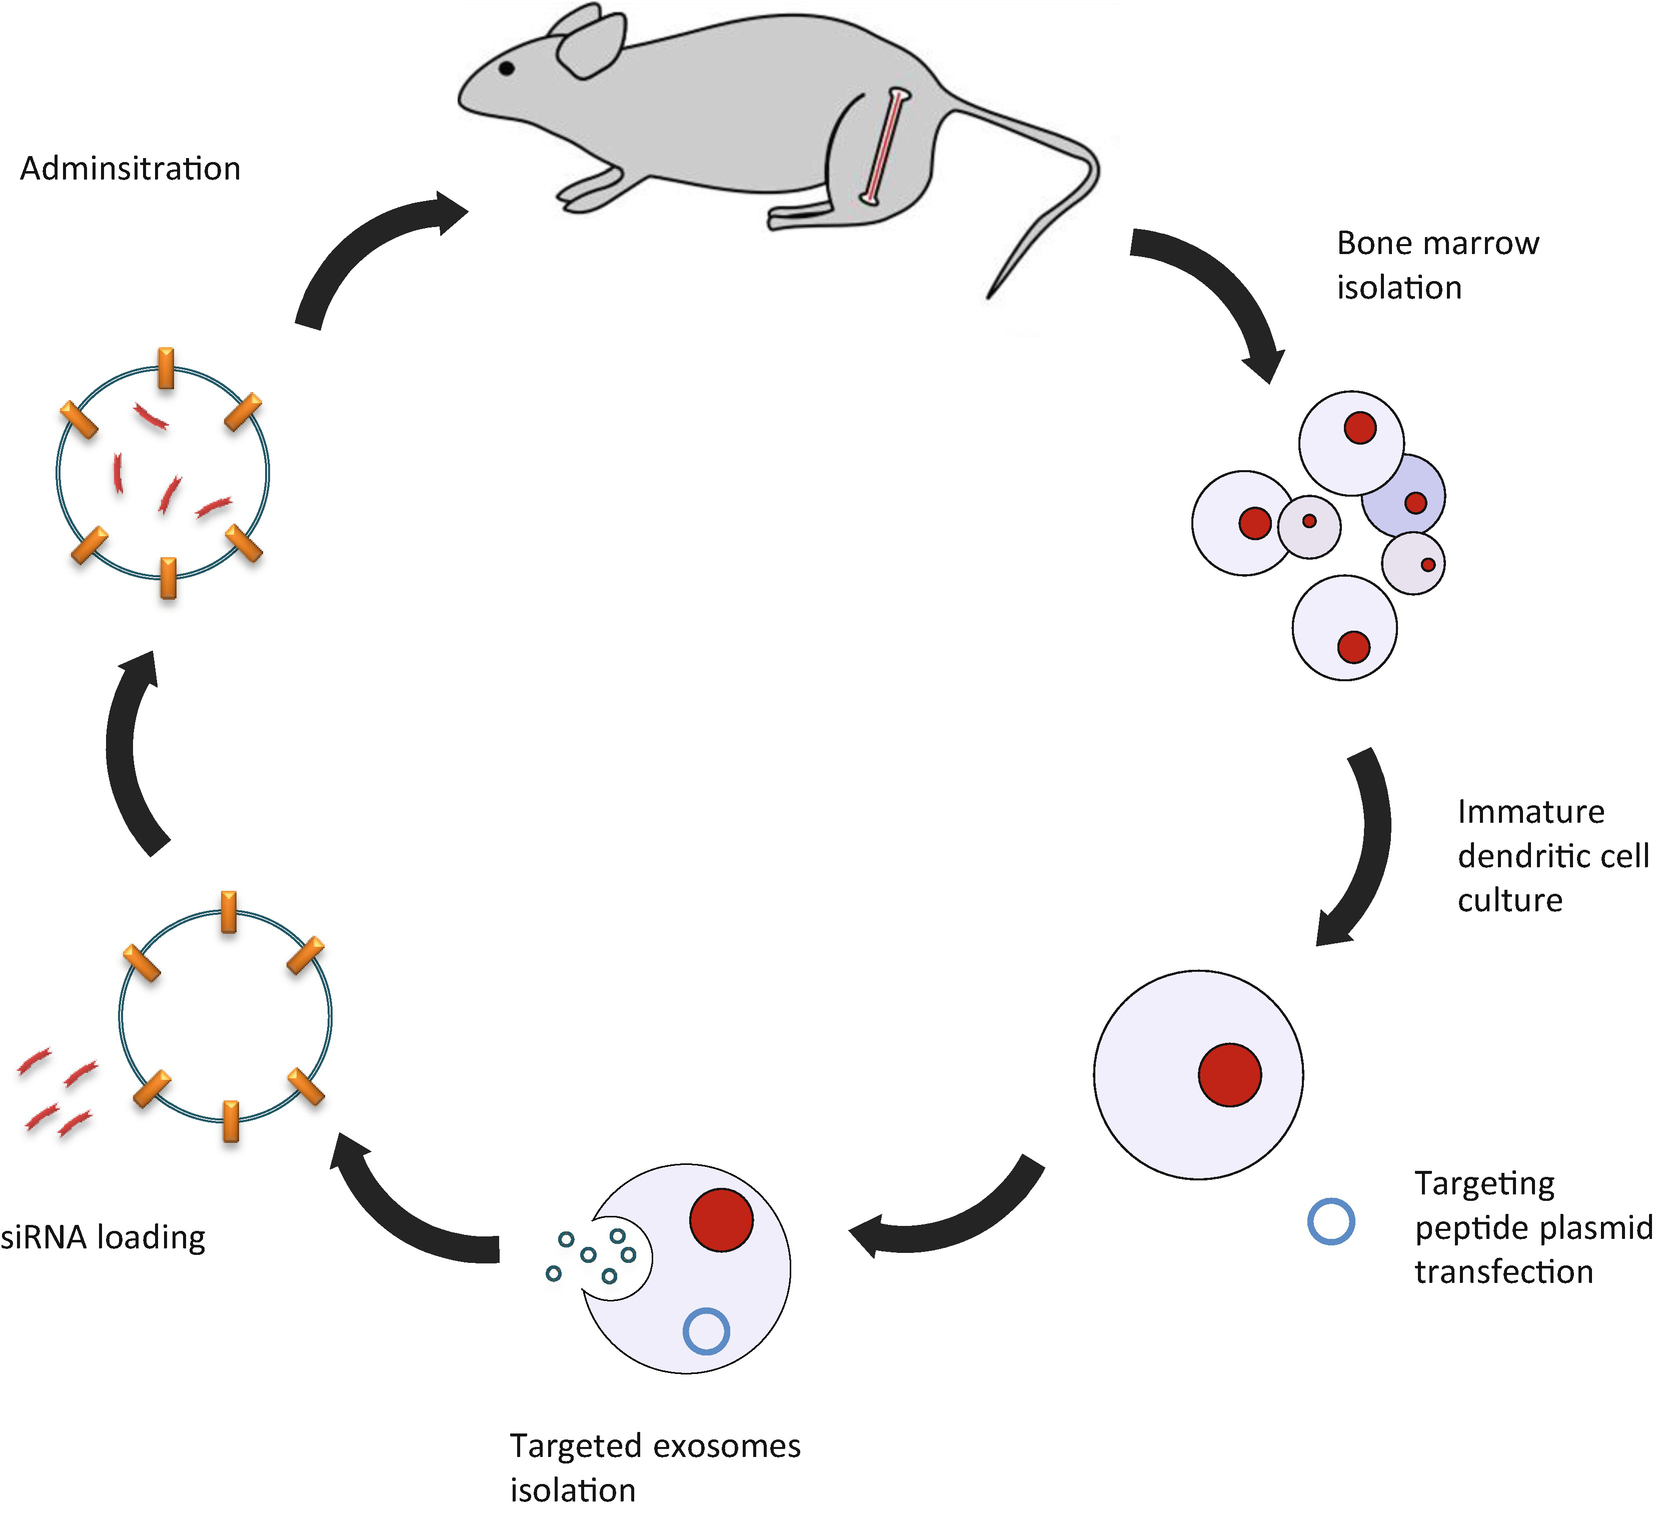 Adminsitration
Bone marrow
isolation
Immature
dendritic cell
culture
Targeting
peptide plasmid
transfection
Targeted exosomes
isolation
siRNA loading